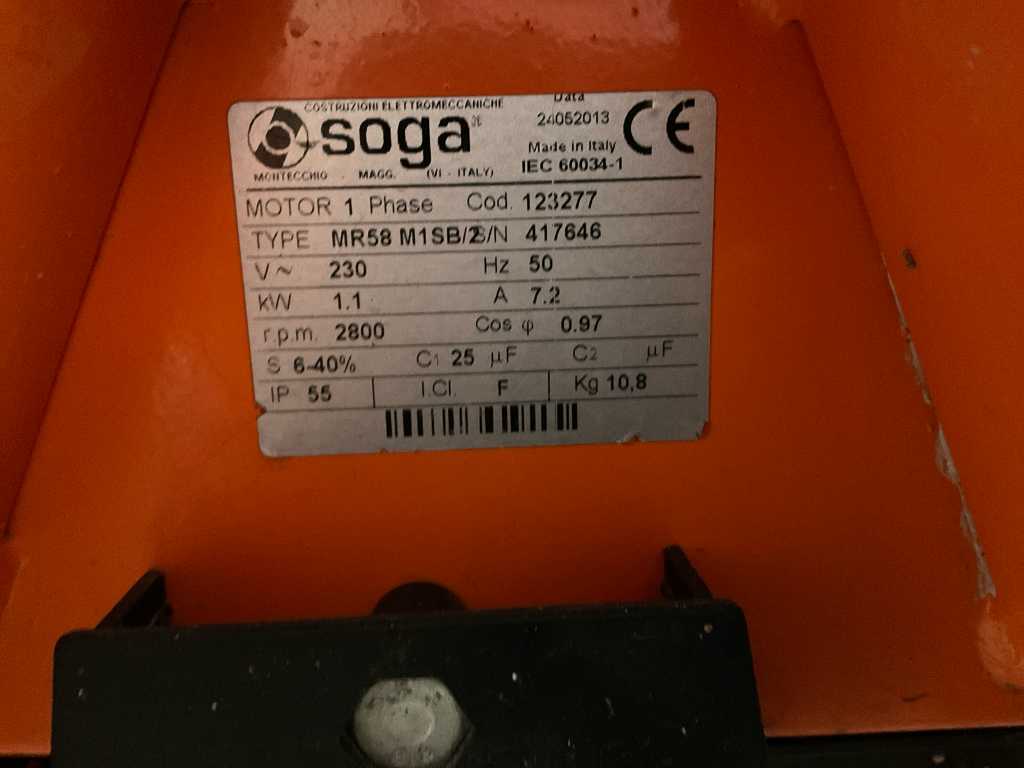 COSTRUZIONI ELETTROMECCANICHE
soga
MONTECCHIO - MAGG. (VI - ITALY)
Data
24052013
Made in Italy
IEC 60034-1
CE
MOTOR 1 Phase Cod. 123277
TYPE MR58 M1SB/2 S/N 417646
V~ 230 Hz 50
kW 1.1 A 7.2
r.p.m. 2800 Cos φ 0.97
S 6-40% C1 25 µF C2 µF
IP 55 I.Cl. F Kg 10,8